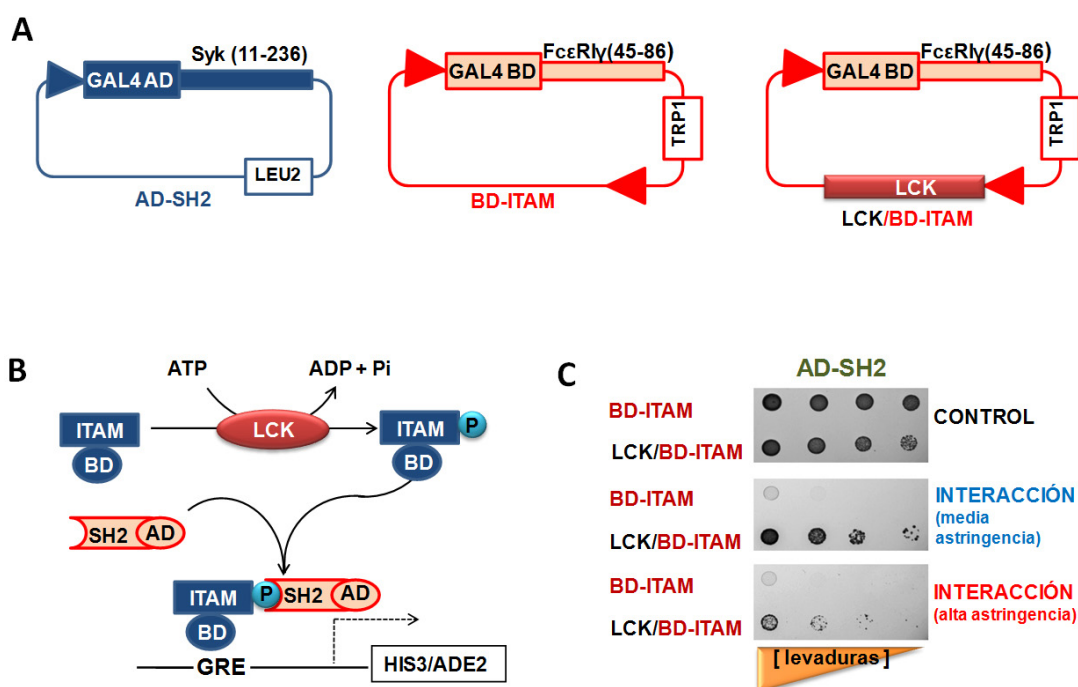 A
Syk (11-236)
GAL4 AD
LEU2
AD-SH2
FcεRIγ(45-86)
GAL4 BD
TRP1
BD-ITAM
FcεRIγ(45-86)
GAL4 BD
TRP1
LCK
LCK/BD-ITAM
B
ATP
ADP + Pi
ITAM
BD
LCK
ITAM
P
BD
SH2
AD
ITAM
P
SH2
AD
BD
GRE
HIS3/ADE2
C
AD-SH2
BD-ITAM
LCK/BD-ITAM
CONTROL
BD-ITAM
LCK/BD-ITAM
INTERACCIÓN
(media
astringencia)
BD-ITAM
LCK/BD-ITAM
INTERACCIÓN
(alta astringencia)
[ levaduras ]